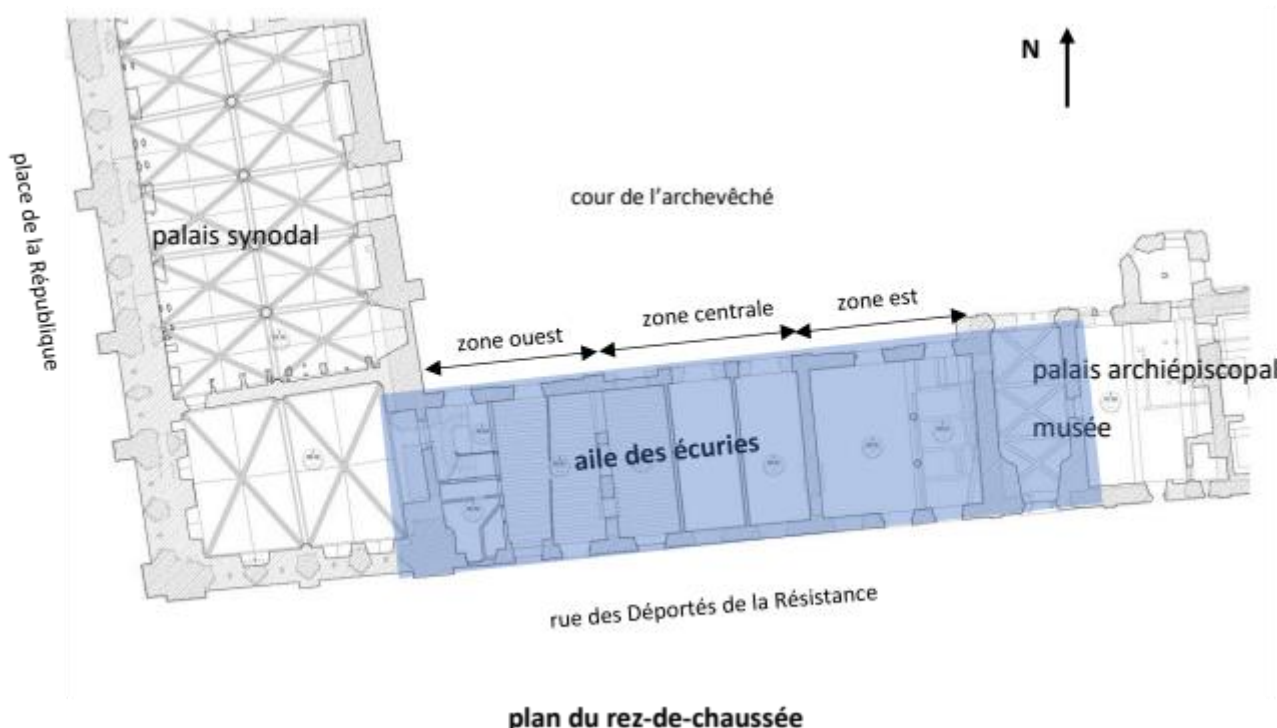 N
place de la République
cour de l'archevêché
palais synodal
zone ouest
zone centrale
zone est
palais archiépiscopal
musée
aile des écuries
rue des Déportés de la Résistance
plan du rez-de-chaussée